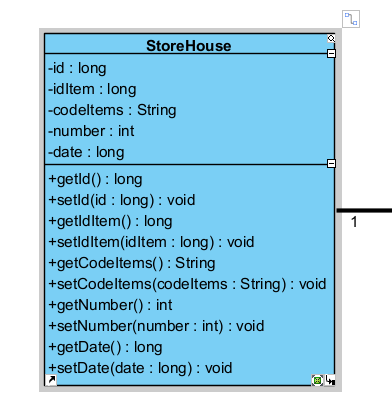 StoreHouse
-id : long
-idItem : long
-codeItems : String
-number : int
-date : long
+getId() : long
+setId(id : long) : void
+getIdItem() : long
+setIdItem(idItem : long) : void
+getCodeItems() : String
+setCodeItems(codeItems : String) : void
+getNumber() : int
+setNumber(number : int) : void
+getDate() : long
+setDate(date : long) : void
1